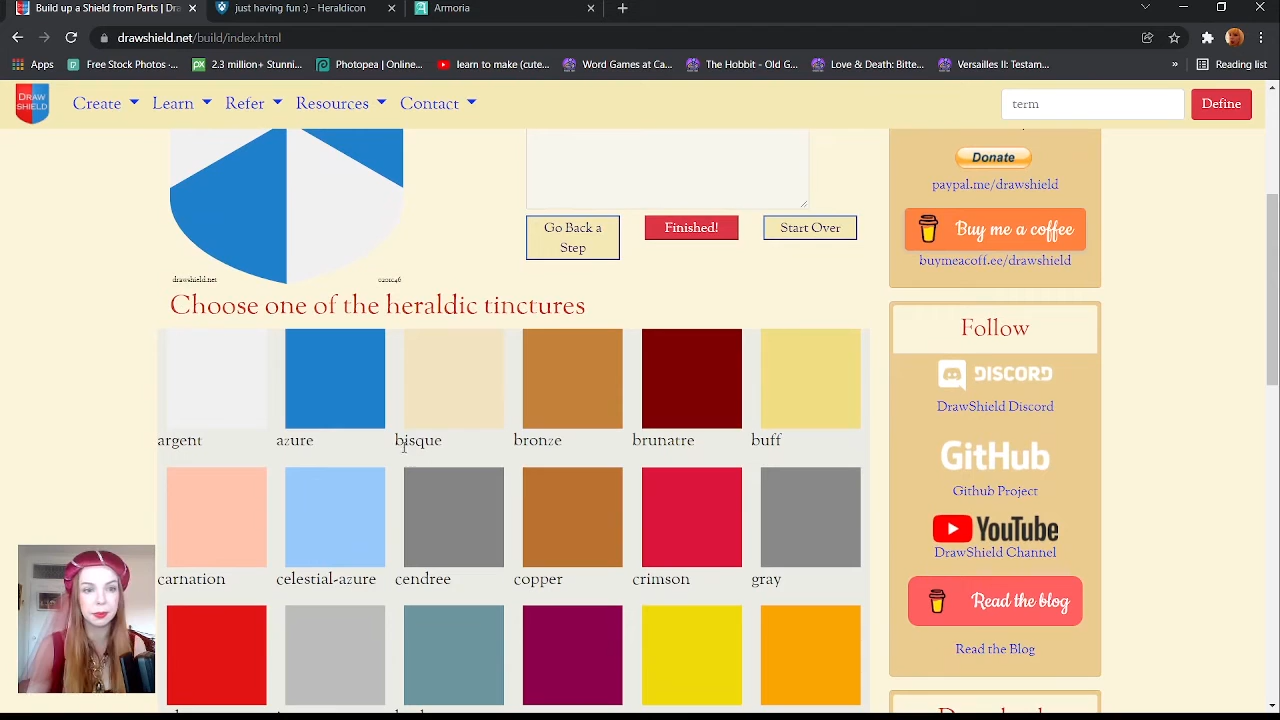 Build up a Shield from Parts | Dra
just having fun :) - Heraldicon
Armoria
drawshield.net/build/index.html
Apps
Free Stock Photos -...
2.3 million+ Stunni...
Photopea | Online...
learn to make (cute...
Word Games at Ca...
The Hobbit - Old G...
Love & Death: Bitte...
Versailles II: Testam...
»
Reading list
DRAW
SHIELD
Create
Learn
Refer
Resources
Contact
term
Define
Donate
paypal.me/drawshield
Buy me a coffee
buymeacoff.ee/drawshield
Go Back a
Step
Finished!
Start Over
drawshield.net
Choose one of the heraldic tinctures
argent
azure
bisque
bronze
brunatre
buff
carnation
celestial-azure
cendree
copper
crimson
gray
Follow
DISCORD
DrawShield Discord
GitHub
Github Project
YouTube
DrawShield Channel
Read the blog
Read the Blog